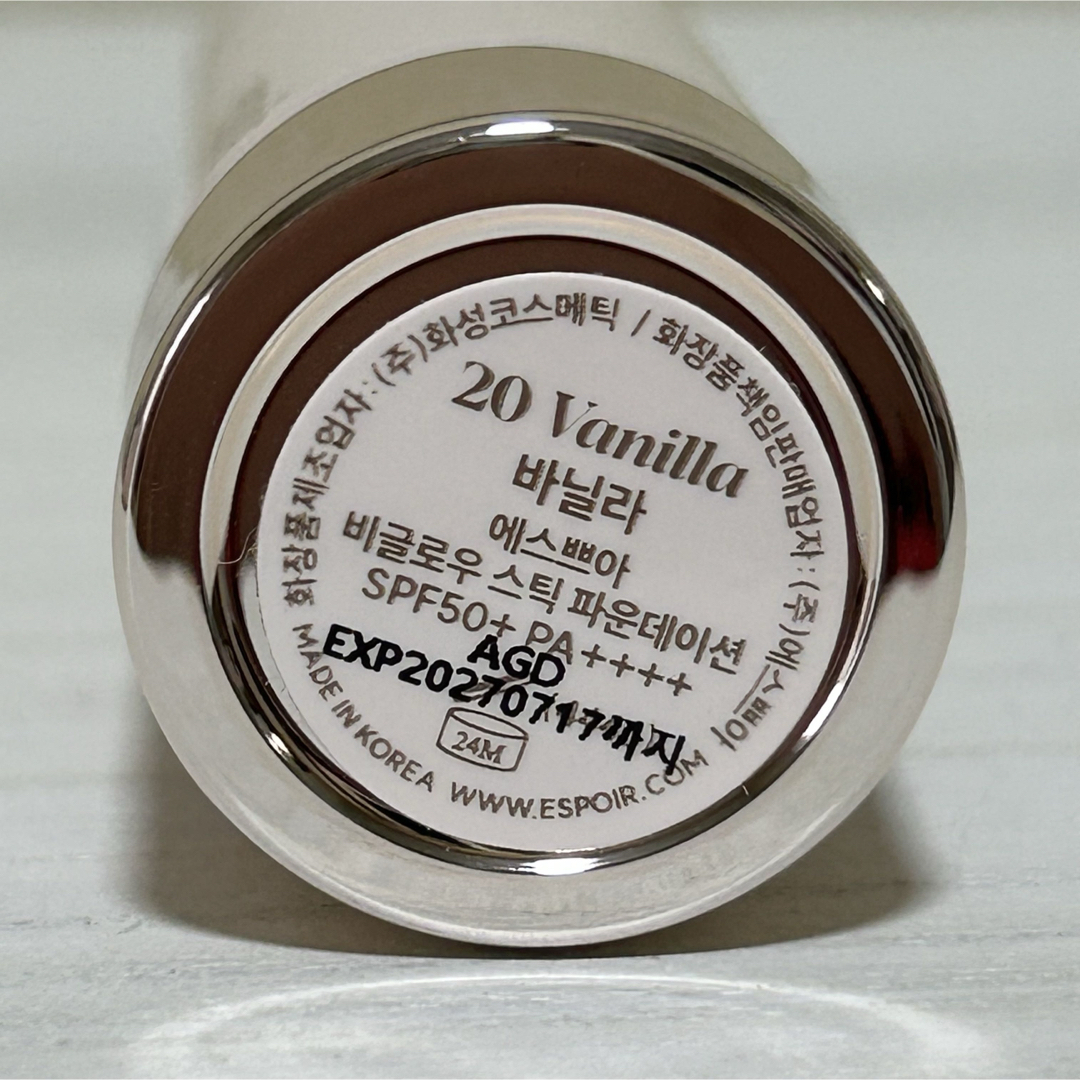 화장품제조업자 : (주)화성코스메틱 / 화장품책임판매업자 : (주)에스쁘아
20 Vanilla
바닐라
에스쁘아
비글로우 스틱 파운데이션
SPF50+ PA++++
AGD
EXP20270717까지
24M
MADE IN KOREA WWW.ESPOIR.COM